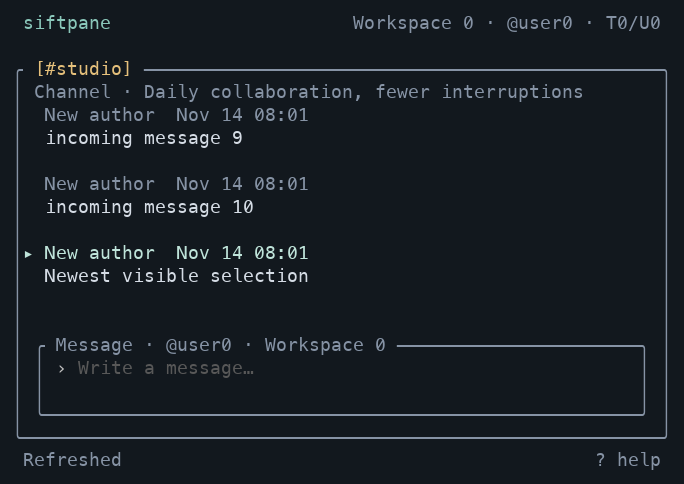 siftpane Workspace 0 · @user0 · T0/U0
[#studio]
Channel · Daily collaboration, fewer interruptions
New author Nov 14 08:01
incoming message 9
New author Nov 14 08:01
incoming message 10
▸ New author Nov 14 08:01
Newest visible selection
Message · @user0 · Workspace 0
› Write a message…
Refreshed ? help